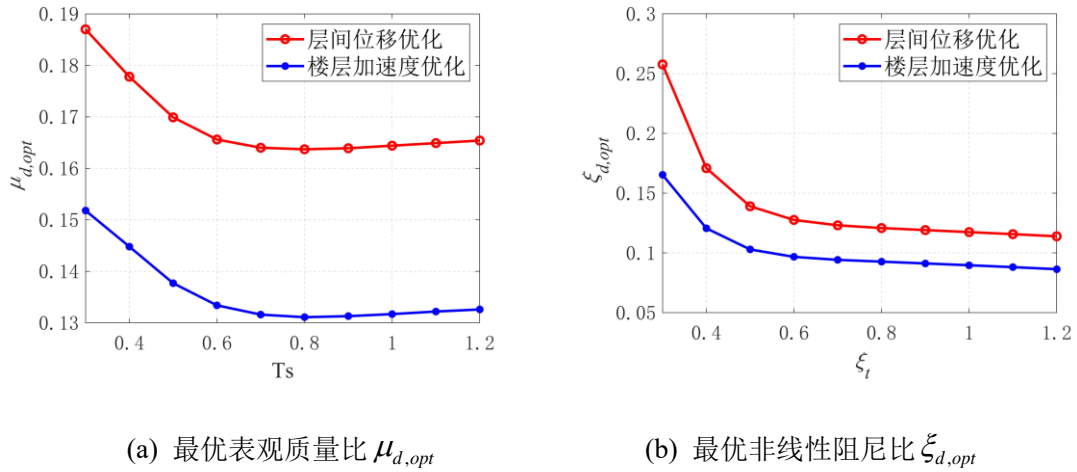 0.19
0.18
0.17
0.16
0.15
0.14
0.13
0.4
0.6
0.8
1
1.2
μd,opt
Ts
层间位移优化
楼层加速度优化
(a) 最优表观质量比 μd,opt
0.3
0.25
0.2
0.15
0.1
0.05
0.4
0.6
0.8
1
1.2
ξd,opt
ξt
层间位移优化
楼层加速度优化
(b) 最优非线性阻尼比 ξd,opt